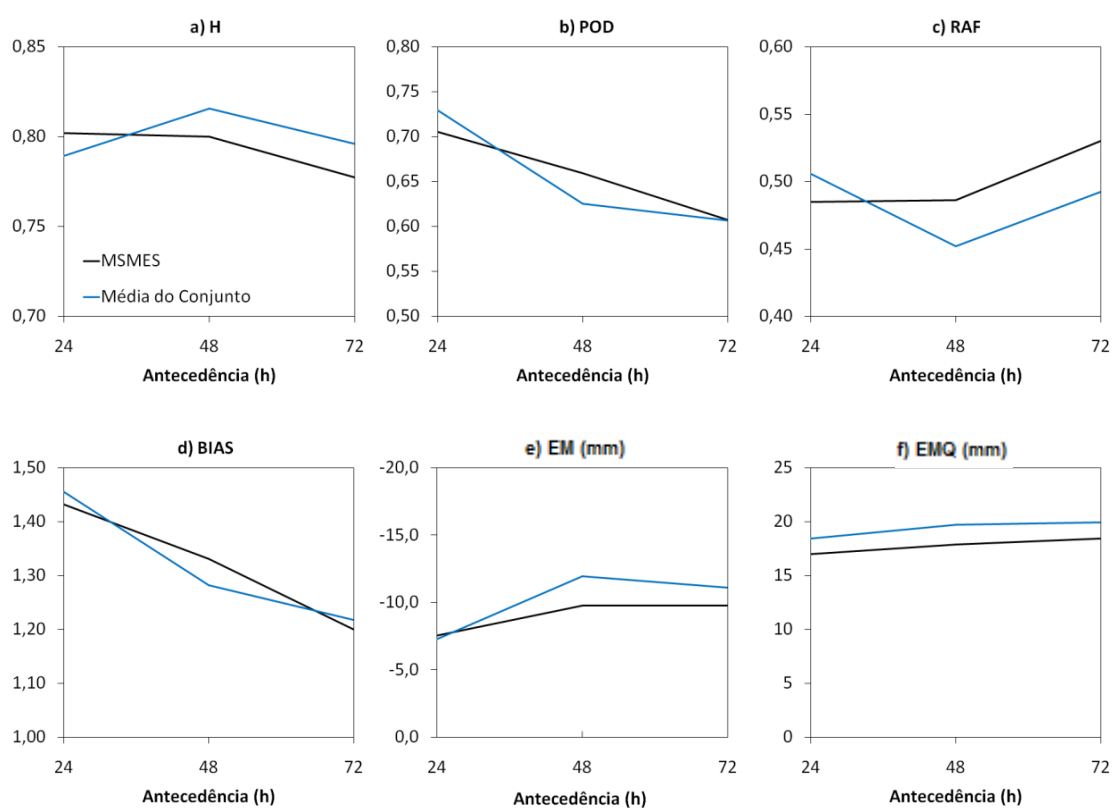 a) H
0,85
0,80
0,75
0,70
MSMES
Média do Conjunto
24 48 72
Antecedência (h)
b) POD
0,80
0,75
0,70
0,65
0,60
0,55
0,50
24 48 72
Antecedência (h)
c) RAF
0,60
0,55
0,50
0,45
0,40
24 48 72
Antecedência (h)
d) BIAS
1,50
1,40
1,30
1,20
1,10
1,00
24 48 72
Antecedência (h)
e) EM (mm)
-20,0
-15,0
-10,0
-5,0
0,0
24 48 72
Antecedência (h)
f) EMQ (mm)
25
20
15
10
5
0
24 48 72
Antecedência (h)